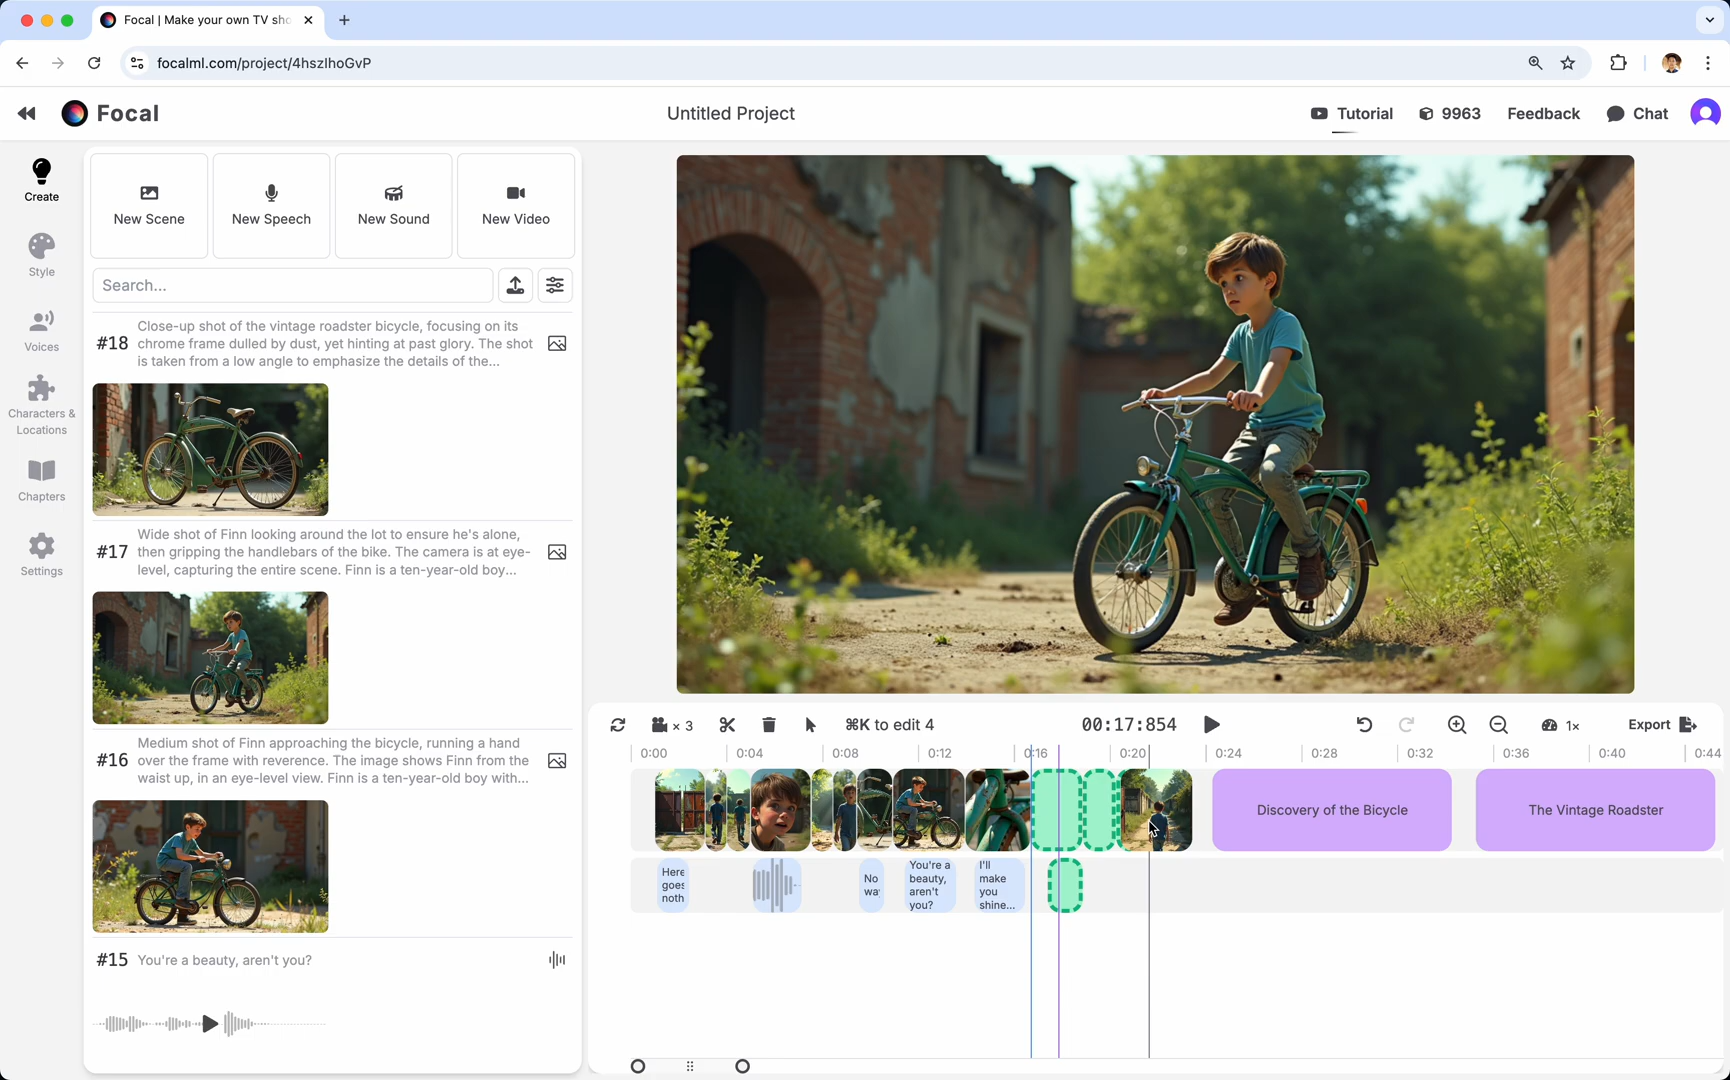 Focal | Make your own TV sho
focalml.com/project/4hszIhoGvP
Focal
Untitled Project
Tutorial
9963
Feedback
Chat
Create
Style
Voices
Characters &
Locations
Chapters
Settings
New Scene
New Speech
New Sound
New Video
Search...
#18
Close-up shot of the vintage roadster bicycle, focusing on its
chrome frame dulled by dust, yet hinting at past glory. The shot
is taken from a low angle to emphasize the details of the...
#17
Wide shot of Finn looking around the lot to ensure he's alone,
then gripping the handlebars of the bike. The camera is at eye-
level, capturing the entire scene. Finn is a ten-year-old boy...
#16
Medium shot of Finn approaching the bicycle, running a hand
over the frame with reverence. The image shows Finn from the
waist up, in an eye-level view. Finn is a ten-year-old boy with...
#15
You're a beauty, aren't you?
× 3
⌘K to edit 4
00:17:854
1×
Export
0:00
0:04
0:08
0:12
0:16
0:20
0:24
0:28
0:32
0:36
0:40
0:44
Discovery of the Bicycle
The Vintage Roadster
Here
goes
noth
No
wa
You're a
beauty,
aren't
you?
I'll
make
you
shine...